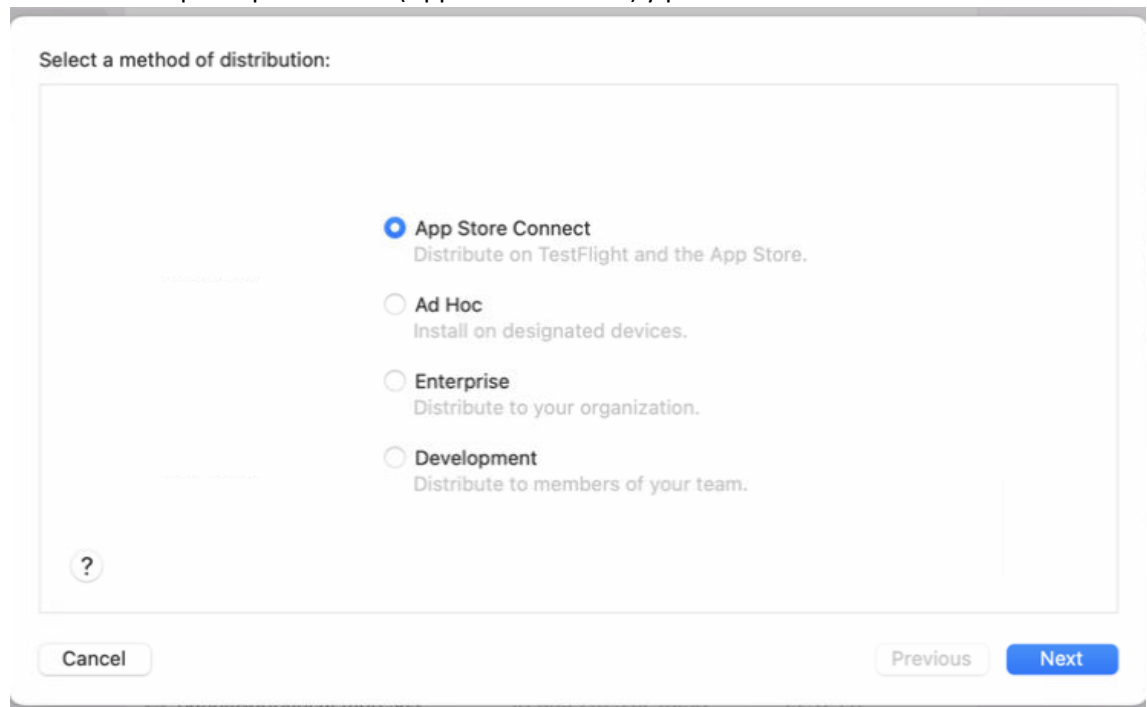 Select a method of distribution:
App Store Connect
Distribute on TestFlight and the App Store.
Ad Hoc
Install on designated devices.
Enterprise
Distribute to your organization.
Development
Distribute to members of your team.
?
Cancel
Previous
Next